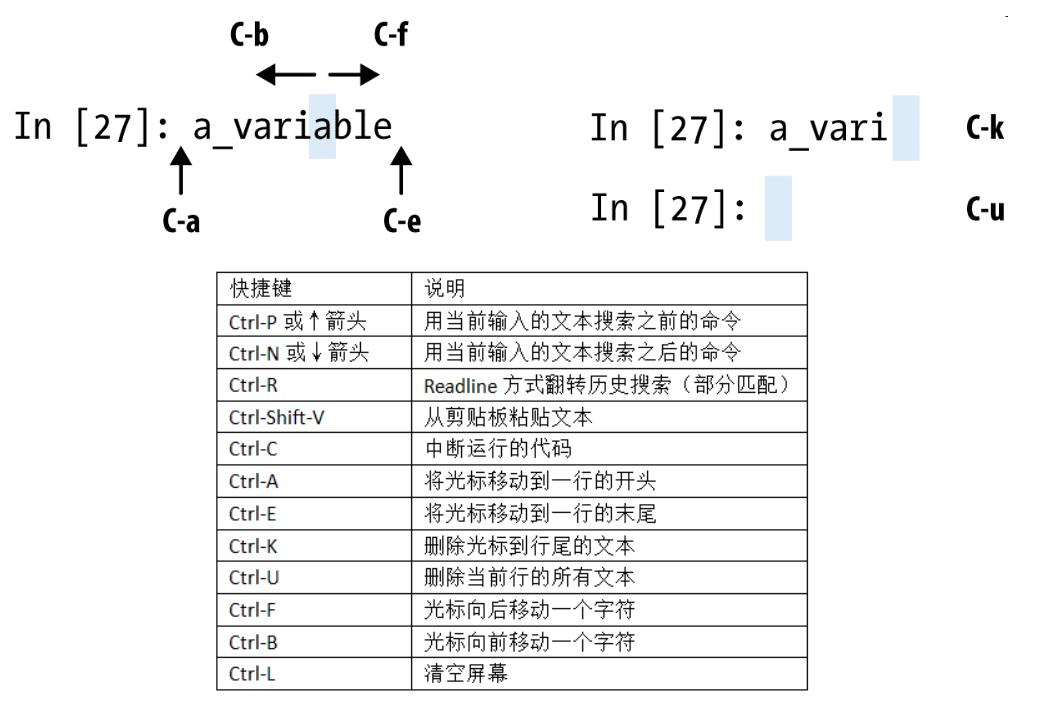 C-b C-f
In [27]: a_variable
C-a C-e
In [27]: a_vari C-k
In [27]: C-u
快捷键 说明
Ctrl-P 或↑箭头 用当前输入的文本搜索之前的命令
Ctrl-N 或↓箭头 用当前输入的文本搜索之后的命令
Ctrl-R Readline 方式翻转历史搜索（部分匹配）
Ctrl-Shift-V 从剪贴板粘贴文本
Ctrl-C 中断运行的代码
Ctrl-A 将光标移动到一行的开头
Ctrl-E 将光标移动到一行的末尾
Ctrl-K 删除光标到行尾的文本
Ctrl-U 删除当前行的所有文本
Ctrl-F 光标向后移动一个字符
Ctrl-B 光标向前移动一个字符
Ctrl-L 清空屏幕